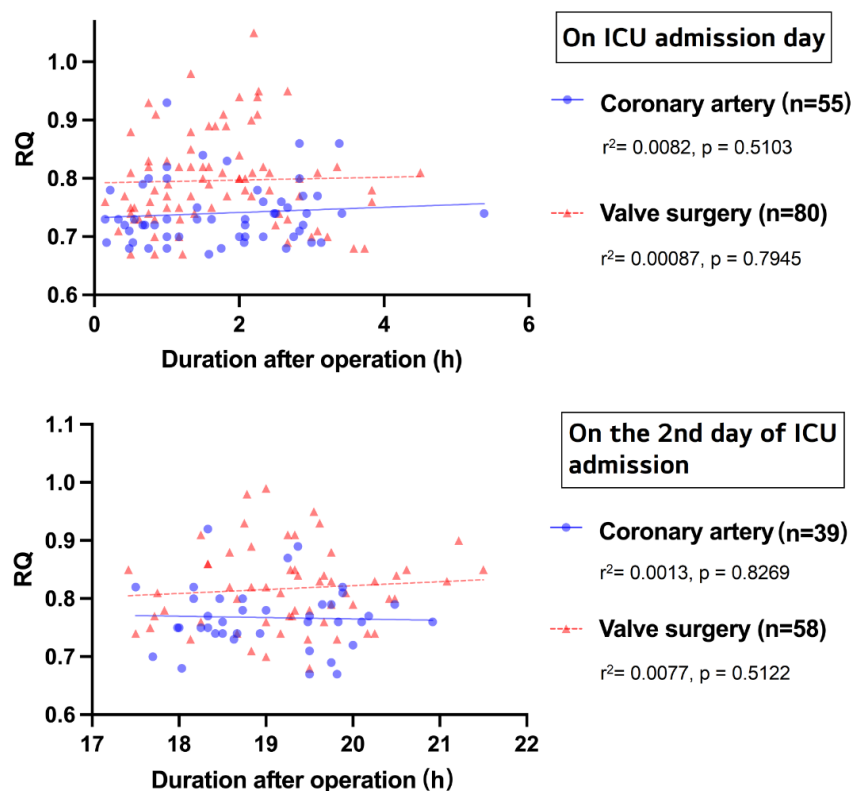 On ICU admission day
1.0
0.9
0.8
0.7
0.6
RQ
0
2
4
6
Duration after operation (h)
Coronary artery (n=55)
r²= 0.0082, p = 0.5103
Valve surgery (n=80)
r²= 0.00087, p = 0.7945
On the 2nd day of ICU
admission
1.1
1.0
0.9
0.8
0.7
0.6
RQ
17
18
19
20
21
22
Duration after operation (h)
Coronary artery (n=39)
r²= 0.0013, p = 0.8269
Valve surgery (n=58)
r²= 0.0077, p = 0.5122